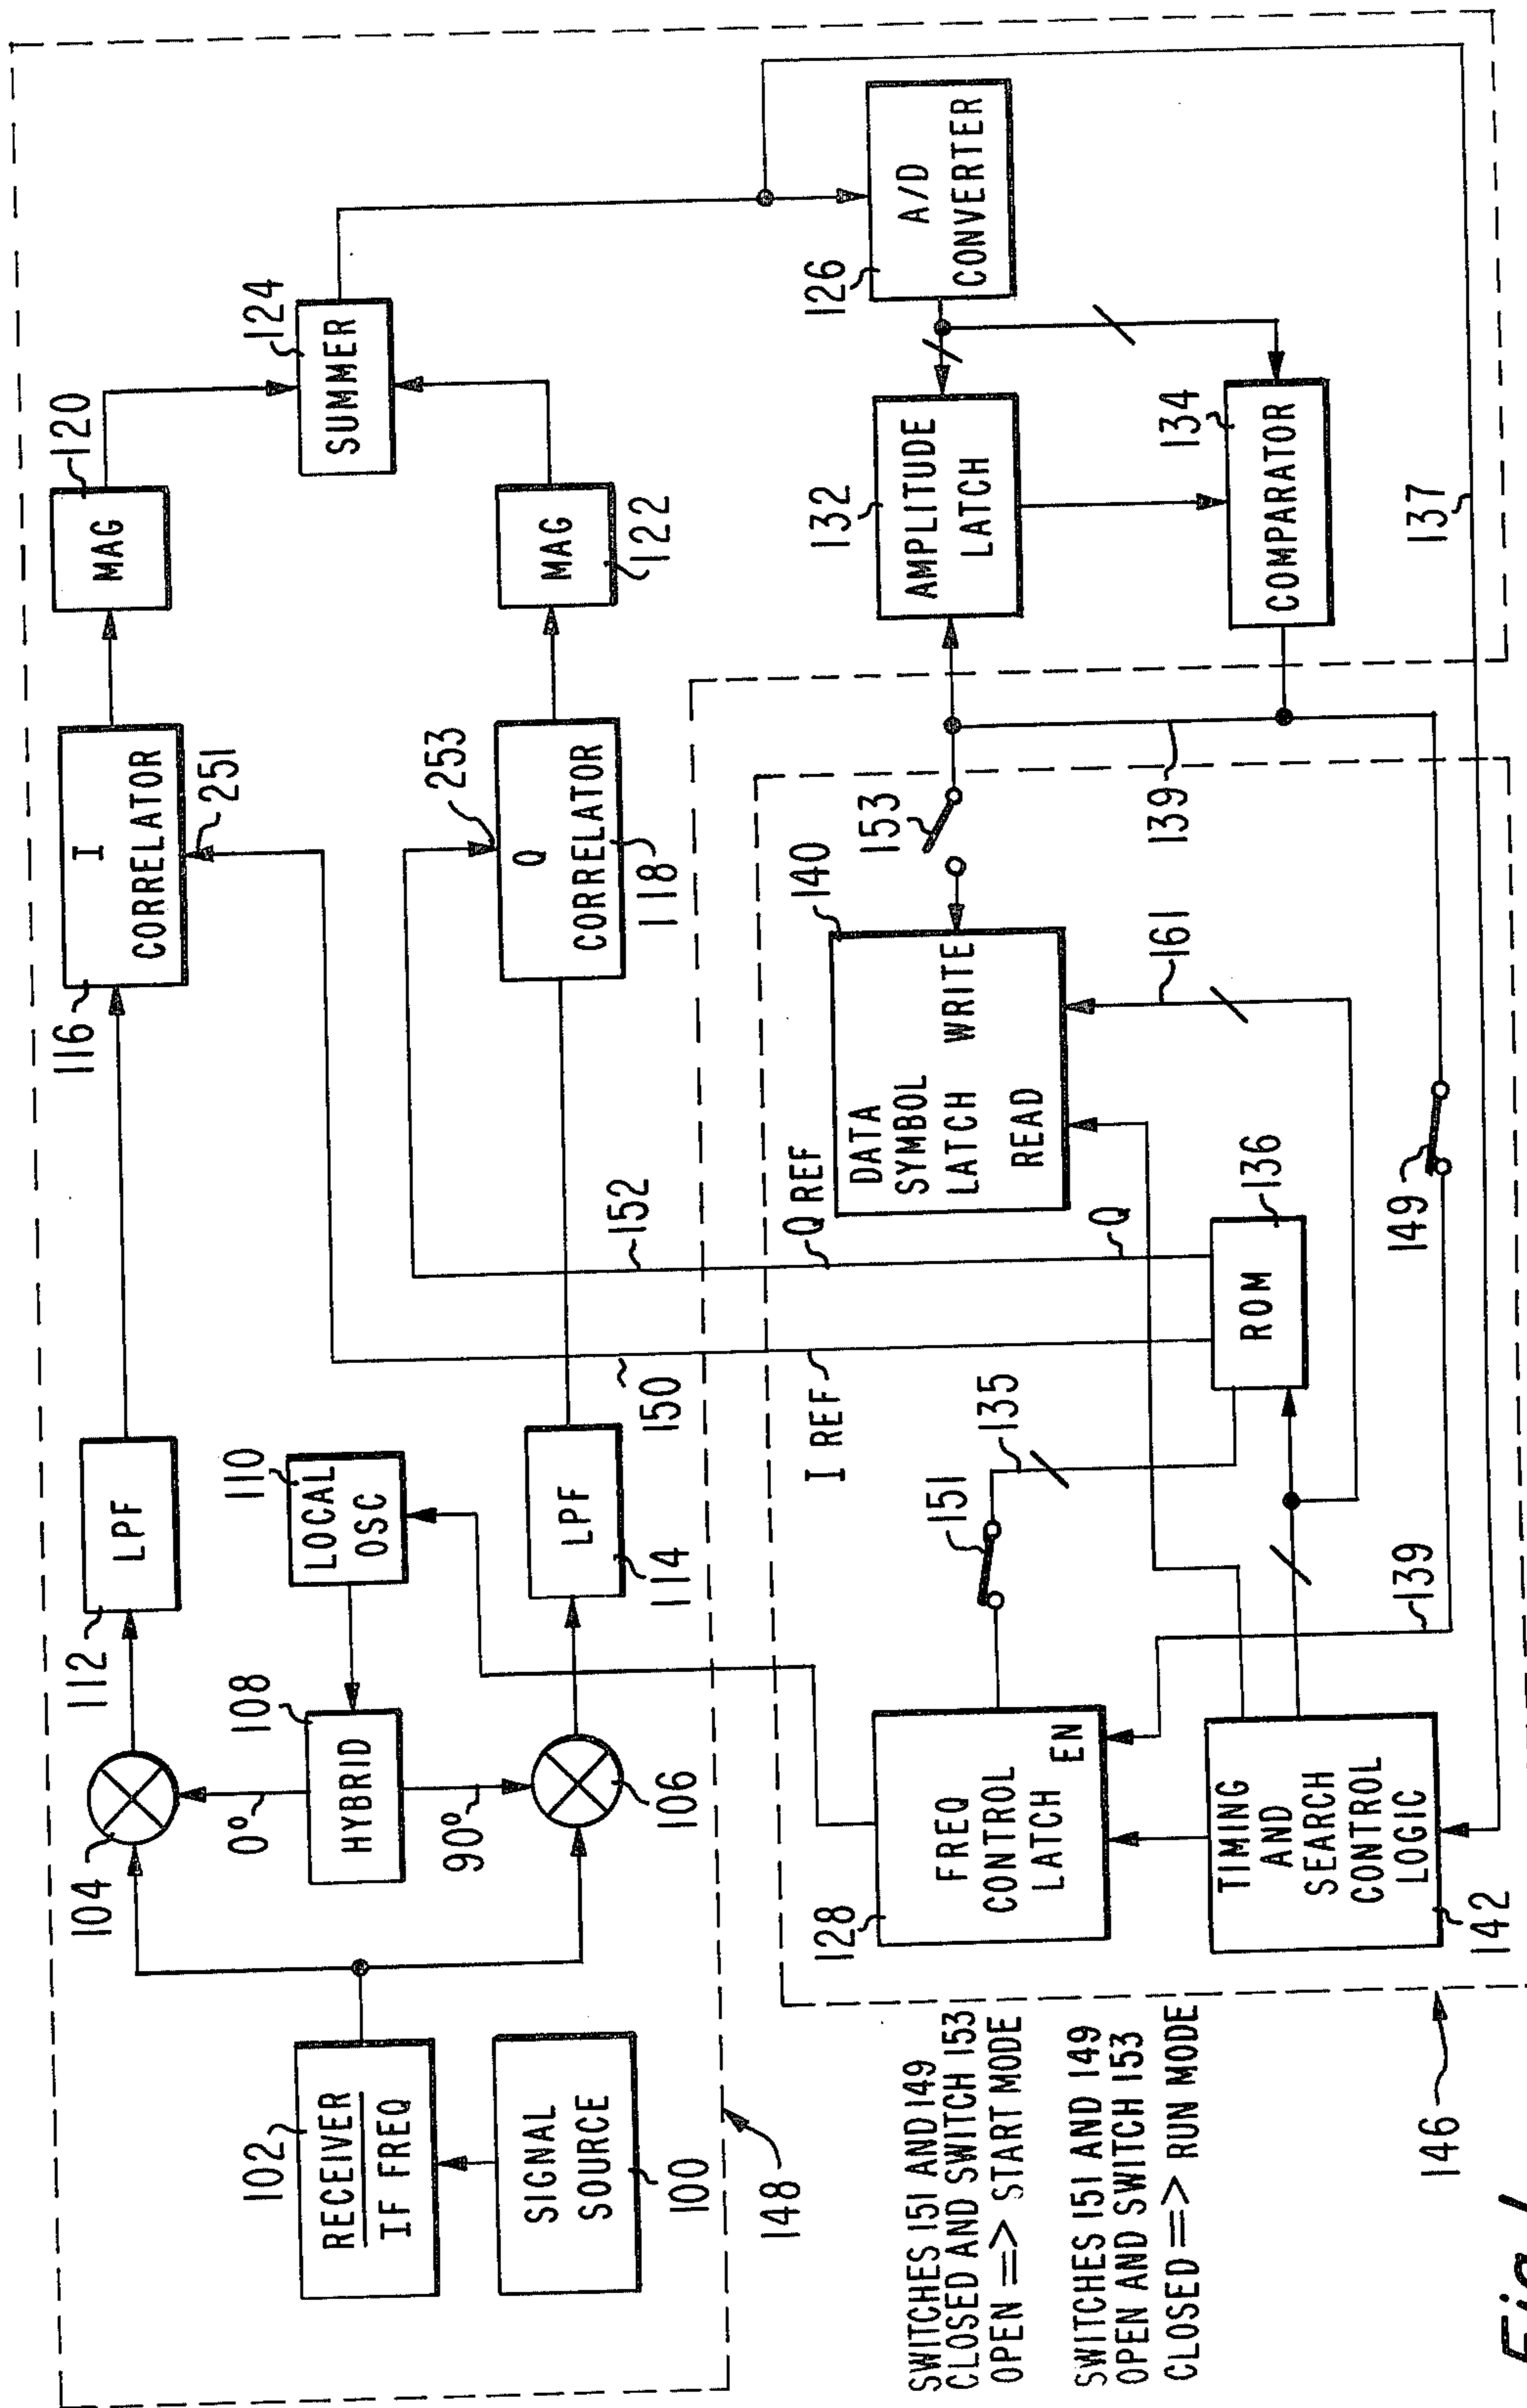 148
102
RECEIVER
IF FREQ
SIGNAL
SOURCE
100
104
0°
108
HYBRID
90°
106
112
LPF
110
LOCAL
OSC
LPF
114
116
I
CORRELATOR
251
253
Q
CORRELATOR
118
120
MAG
MAG
122
124
SUMMER
126
A/D
CONVERTER
132
AMPLITUDE
LATCH
134
COMPARATOR
137
139
153
140
DATA
SYMBOL
LATCH WRITE
READ
161
149
152
Q REF
Q
150
I REF
136
ROM
135
151
139
128
FREQ
CONTROL
LATCH
EN
TIMING
AND
SEARCH
CONTROL
LOGIC
142
146
SWITCHES 151 AND 149
CLOSED AND SWITCH 153
OPEN ==> START MODE
SWITCHES 151 AND 149
OPEN AND SWITCH 153
CLOSED ==> RUN MODE
Fig. 1